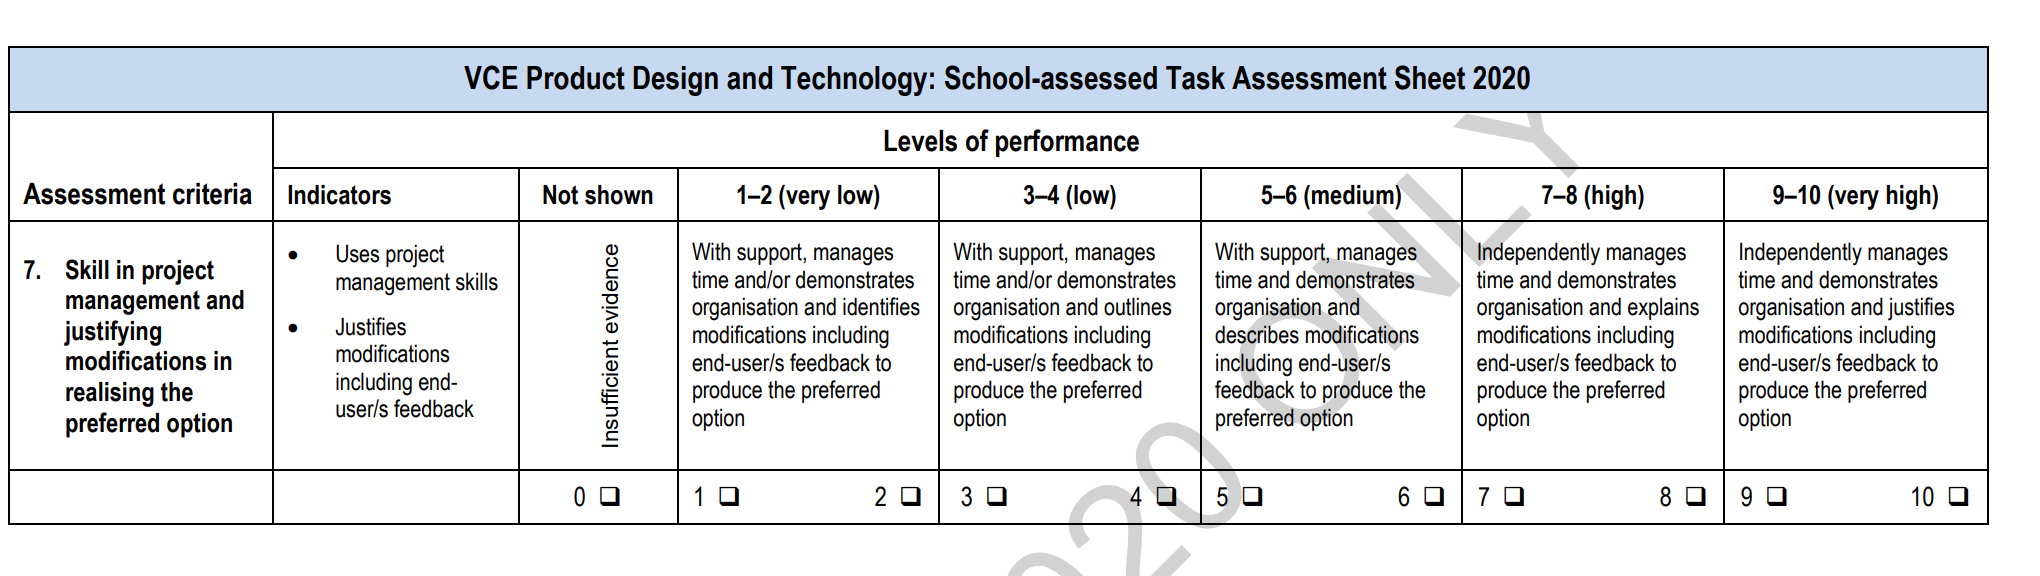 VCE Product Design and Technology: School-assessed Task Assessment Sheet 2020
Levels of performance
Assessment criteria
Indicators
Not shown
1–2 (very low)
3–4 (low)
5–6 (medium)
7–8 (high)
9–10 (very high)
7. Skill in project
management and
justifying
modifications in
realising the
preferred option
• Uses project
management skills
• Justifies
modifications
including end-
user/s feedback
Insufficient evidence
With support, manages
time and/or demonstrates
organisation and identifies
modifications including
end-user/s feedback to
produce the preferred
option
With support, manages
time and/or demonstrates
organisation and outlines
modifications including
end-user/s feedback to
produce the preferred
option
With support, manages
time and demonstrates
organisation and
describes modifications
including end-user/s
feedback to produce the
preferred option
Independently manages
time and demonstrates
organisation and explains
modifications including
end-user/s feedback to
produce the preferred
option
Independently manages
time and demonstrates
organisation and justifies
modifications including
end-user/s feedback to
produce the preferred
option
0 ❑ 1 ❑ 2 ❑ 3 ❑ 4 ❑ 5 ❑ 6 ❑ 7 ❑ 8 ❑ 9 ❑ 10 ❑
020 ONLY